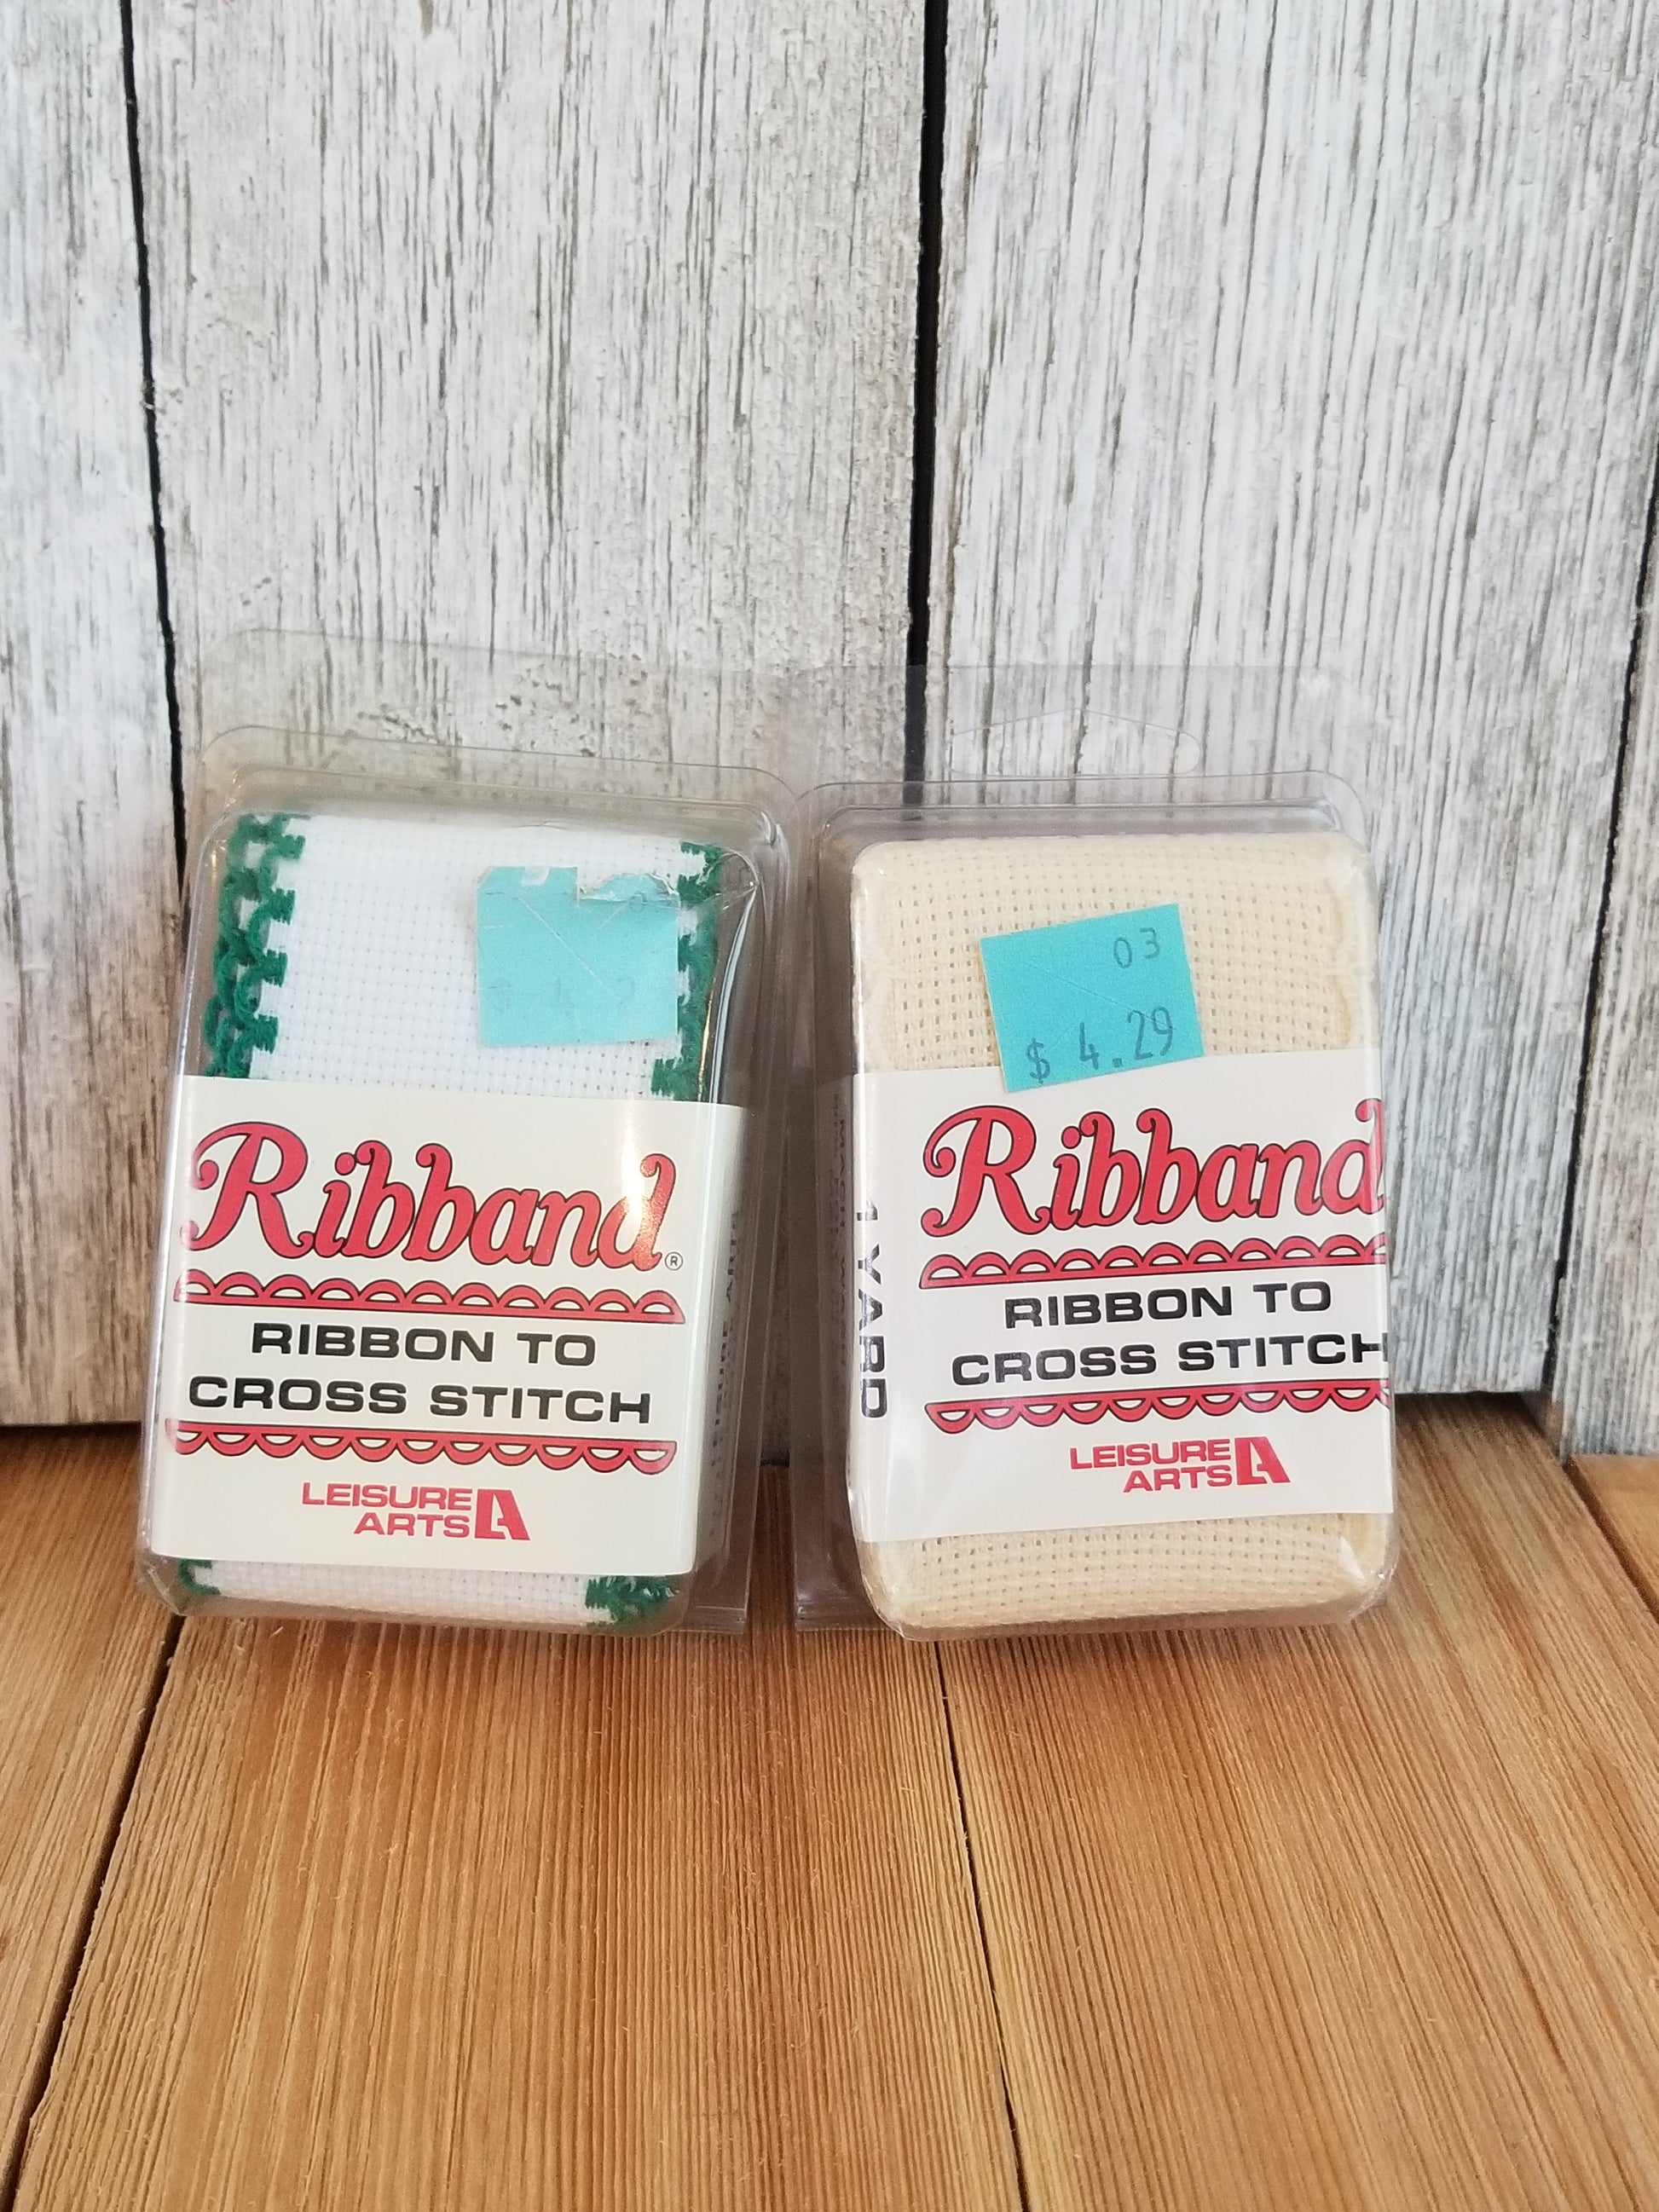 Ribband®
RIBBON TO
CROSS STITCH
LEISURE
ARTS
03
$ 4.29
1 YARD
Ribband
RIBBON TO
CROSS STITCH
LEISURE
ARTS